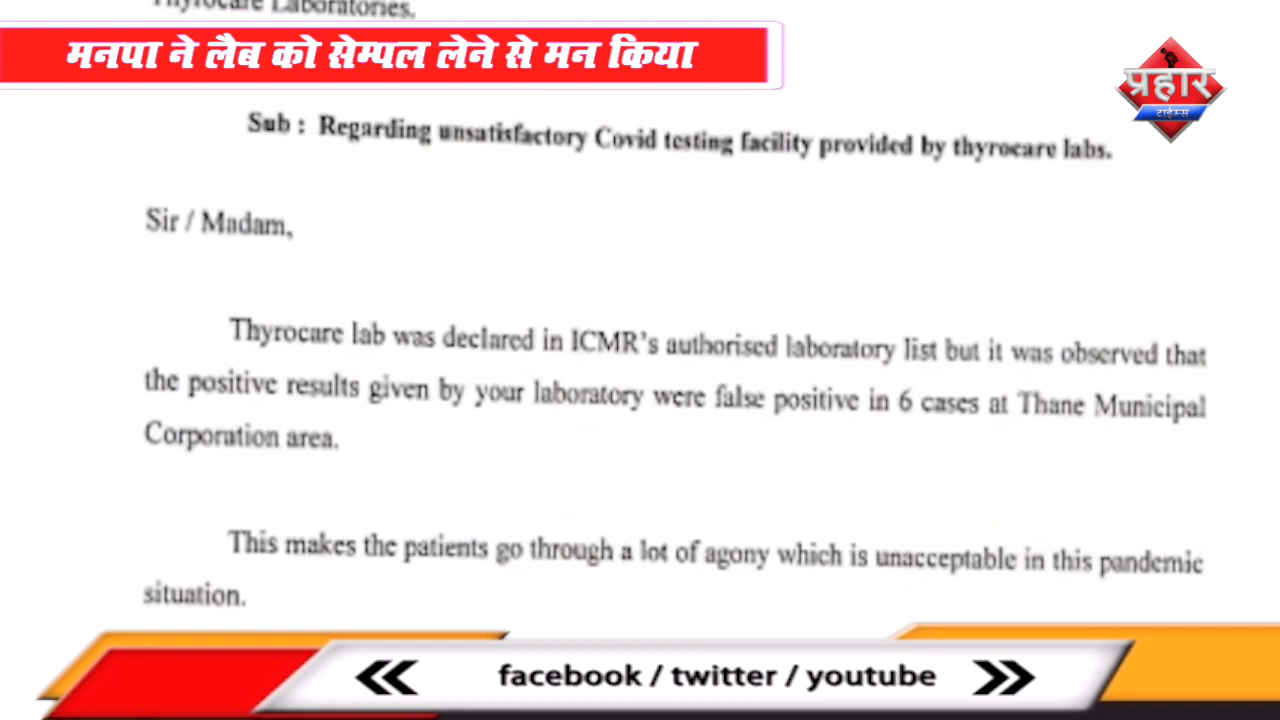 Thyrocare Laboratories.
मनपा ने लैब को सेम्पल लेने से मन किया
प्रहार
टाईम्स
Sub : Regarding unsatisfactory Covid testing facility provided by thyrocare labs.
Sir / Madam,
Thyrocare lab was declared in ICMR's authorised laboratory list but it was observed that
the positive results given by your laboratory were false positive in 6 cases at Thane Municipal
Corporation area.
This makes the patients go through a lot of agony which is unacceptable in this pandemic
situation.
facebook / twitter / youtube